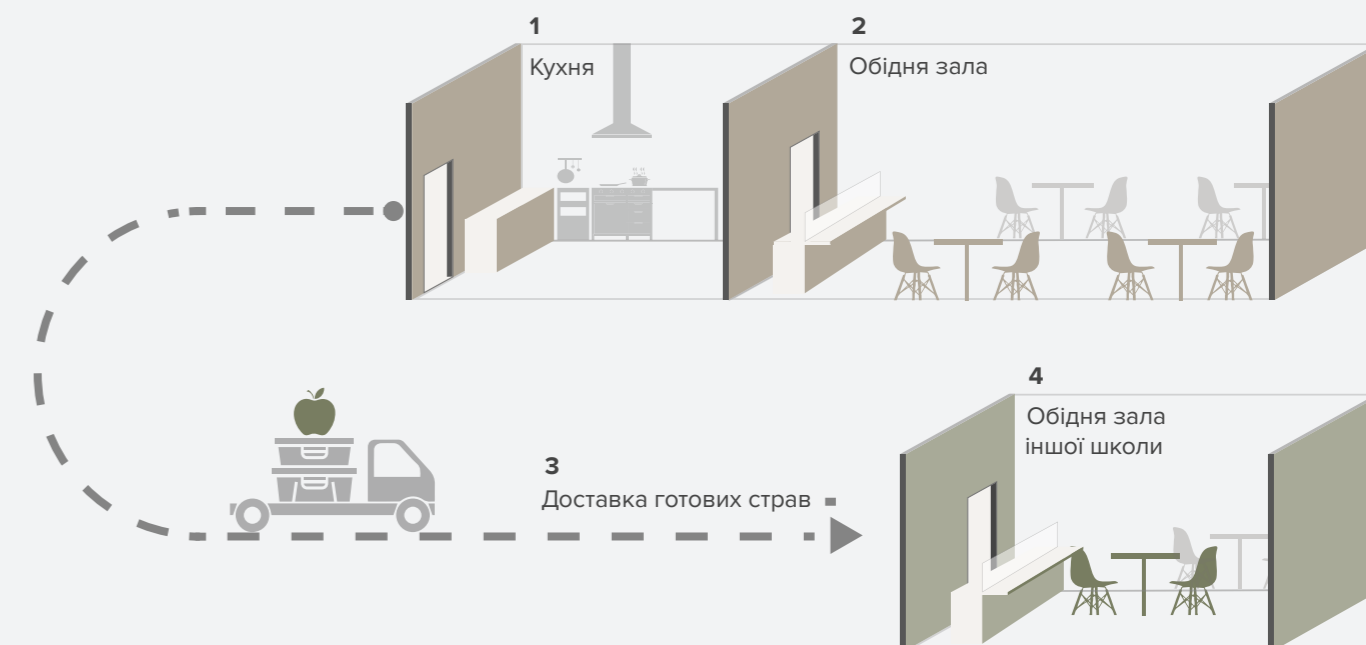 1
Кухня
2
Обідня зала
3
Доставка готових страв
4
Обідня зала
іншої школи